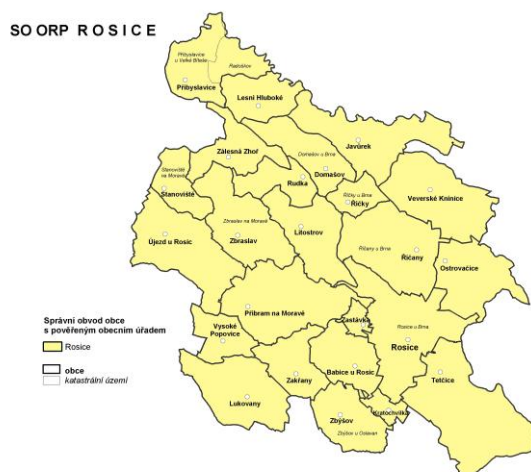 SO ORP ROSICE
Přibyslavice
u Velké Bíteše
Radoškov
Přibyslavice
Lesní Hluboké
Zálesná Zhoř
Javůrek
Domašov u Brna
Domašov
Stanoviště
na Moravě
Stanoviště
Rudka
Říčky u Brna
Říčky
Veverské Knínice
Zbraslav na Moravě
Zbraslav
Litostrov
Újezd u Rosic
Říčany u Brna
Říčany
Ostrovačice
Příbram na Moravě
Zastávka
Rosice u Brna
Rosice
Vysoké
Popovice
Zakřany
Babice u Rosic
Tetčice
Lukovany
Zbýšov
Kratochvilka
Zbýšov u Oslavan
Správní obvod obce
s pověřeným obecním úřadem
Rosice
obce
katastrální území